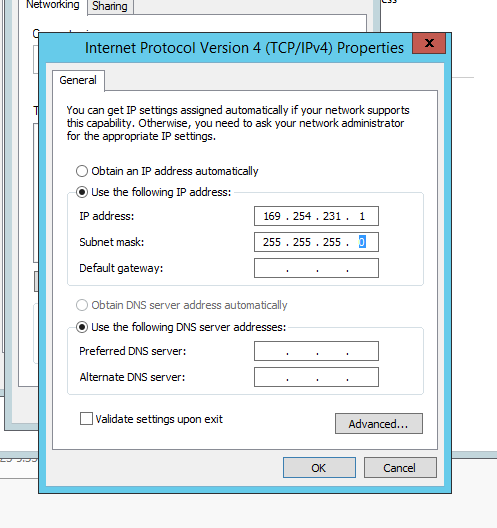 Networking
Sharing
Internet Protocol Version 4 (TCP/IPv4) Properties
x
General
You can get IP settings assigned automatically if your network supports
this capability. Otherwise, you need to ask your network administrator
for the appropriate IP settings.
Obtain an IP address automatically
Use the following IP address:
IP address: 169 . 254 . 231 . 1
Subnet mask: 255 . 255 . 255 . 0
Default gateway: . . .
Obtain DNS server address automatically
Use the following DNS server addresses:
Preferred DNS server: . . .
Alternate DNS server: . . .
Validate settings upon exit
Advanced...
OK
Cancel